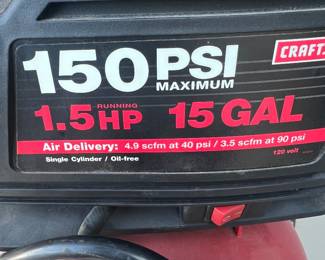 150 PSI
MAXIMUM
CRAFTS
RUNNING
1.5 HP 15 GAL
Air Delivery: 4.9 scfm at 40 psi / 3.5 scfm at 90 psi
Single Cylinder / Oil-free
120 volt